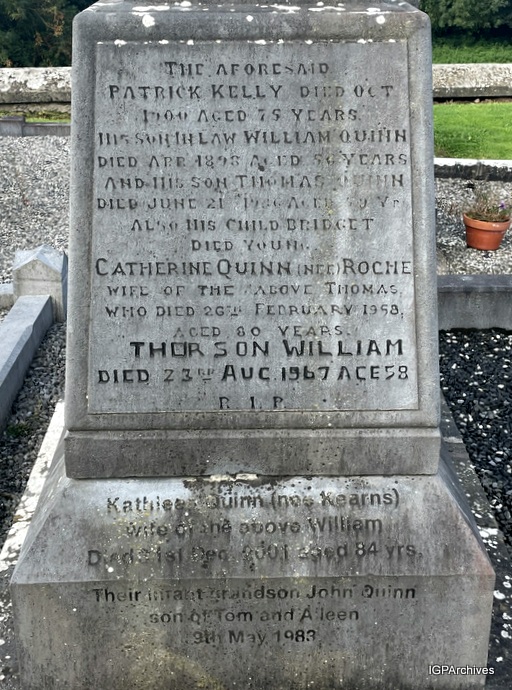 THE AFORESAID
PATRICK KELLY DIED OCT
1900 AGED 75 YEARS.
HIS SON IN LAW WILLIAM QUINN
DIED APR 1898 AGED 56 YEARS
AND HIS SON THOMAS QUINN
DIED JUNE 21
ALSO HIS CHILD BRIDGET
DIED YOUNG.
CATHERINE QUINN (NEE) ROCHE
WIFE OF THE ABOVE THOMAS.
WHO DIED 26TH FEBRUARY 1958,
AGED 80 YEARS.
THEIR SON WILLIAM
DIED 23RD AUG. 1967 AGE 58
R.I.P.
Kathleen Quinn (nee Kearns)
wife of the above William
Died 31st Dec. 2001 aged 84 yrs.
Their infant grandson John Quinn
son of Tom and Aileen
9th May 1983
IGPArchives